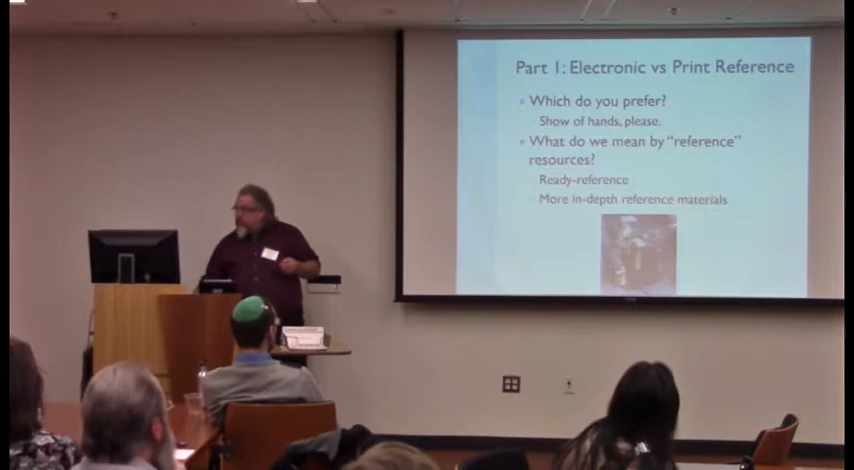 Part 1: Electronic vs Print Reference
Which do you prefer?
Show of hands, please.
What do we mean by “reference”
resources?
Ready-reference
More in-depth reference materials